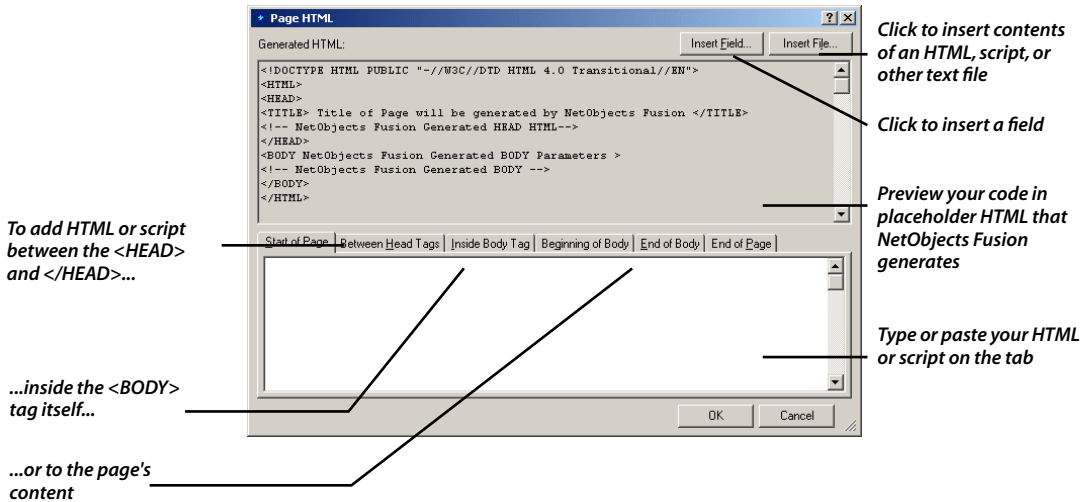 Page HTML
Generated HTML:
Insert Field...
Insert File...
<!DOCTYPE HTML PUBLIC "-//W3C//DTD HTML 4.0 Transitional//EN">
<HTML>
<HEAD>
<TITLE> Title of Page will be generated by NetObjects Fusion </TITLE>
<!-- NetObjects Fusion Generated HEAD HTML-->
</HEAD>
<BODY NetObjects Fusion Generated BODY Parameters >
<!-- NetObjects Fusion Generated BODY -->
</BODY>
</HTML>
Start of Page
Between Head Tags
Inside Body Tag
Beginning of Body
End of Body
End of Page
OK
Cancel
Click to insert contents
of an HTML, script, or
other text file
Click to insert a field
Preview your code in
placeholder HTML that
NetObjects Fusion
generates
Type or paste your HTML
or script on the tab
To add HTML or script
between the <HEAD>
and </HEAD>...
...inside the <BODY>
tag itself...
...or to the page's
content